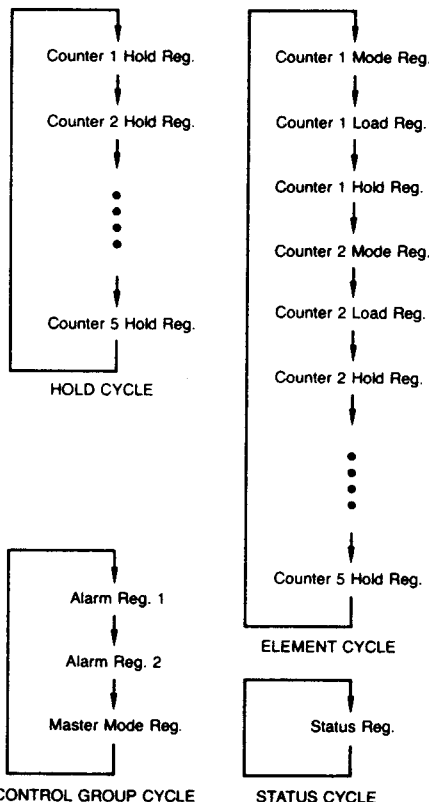 Counter 1 Hold Reg.
Counter 2 Hold Reg.
Counter 5 Hold Reg.
HOLD CYCLE
Counter 1 Mode Reg.
Counter 1 Load Reg.
Counter 1 Hold Reg.
Counter 2 Mode Reg.
Counter 2 Load Reg.
Counter 2 Hold Reg.
Counter 5 Hold Reg.
ELEMENT CYCLE
Alarm Reg. 1
Alarm Reg. 2
Master Mode Reg.
CONTROL GROUP CYCLE
Status Reg.
STATUS CYCLE